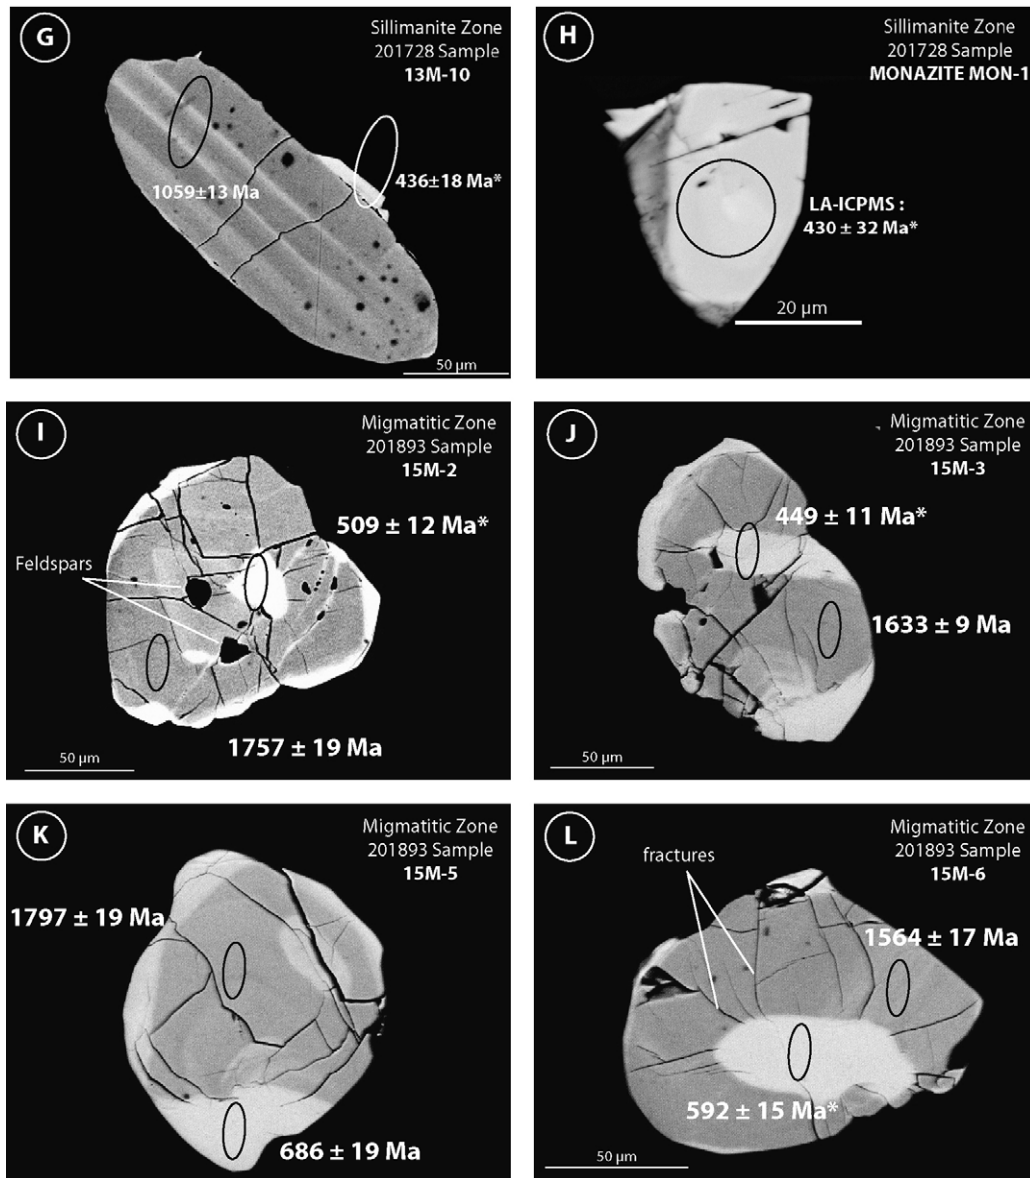 G
Sillimanite Zone
201728 Sample
13M-10
1059±13 Ma
436±18 Ma*
50 µm
H
Sillimanite Zone
201728 Sample
MONAZITE MON-1
LA-ICPMS :
430 ± 32 Ma*
20 µm
I
Migmatitic Zone
201893 Sample
15M-2
509 ± 12 Ma*
Feldspars
1757 ± 19 Ma
50 µm
J
Migmatitic Zone
201893 Sample
15M-3
449 ± 11 Ma*
1633 ± 9 Ma
50 µm
K
Migmatitic Zone
201893 Sample
15M-5
1797 ± 19 Ma
686 ± 19 Ma
L
Migmatitic Zone
201893 Sample
15M-6
fractures
1564 ± 17 Ma
592 ± 15 Ma*
50 µm